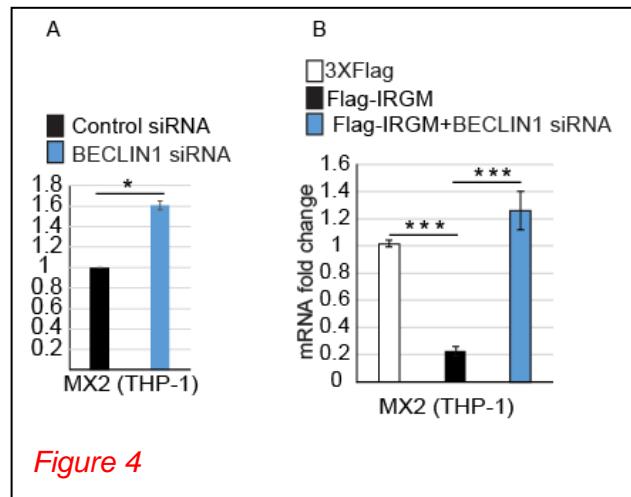 A
Control siRNA
BECLIN1 siRNA
*
1.8
1.6
1.4
1.2
1
0.8
0.6
0.4
0.2
MX2 (THP-1)
B
3XFlag
Flag-IRGM
Flag-IRGM+BECLIN1 siRNA
mRNA fold change
***
***
1.6
1.4
1.2
1
0.8
0.6
0.4
0.2
0
MX2 (THP-1)
Figure 4